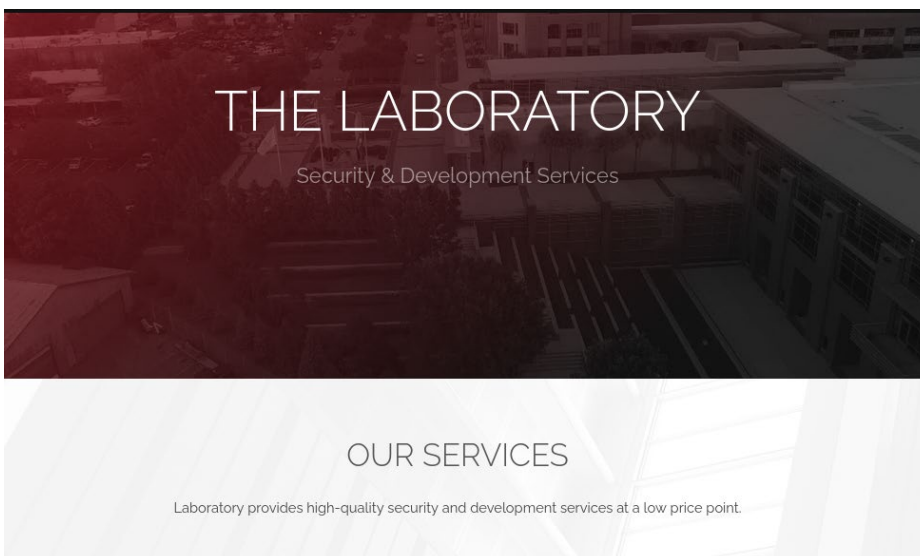 THE LABORATORY
Security & Development Services
OUR SERVICES
Laboratory provides high-quality security and development services at a low price point.